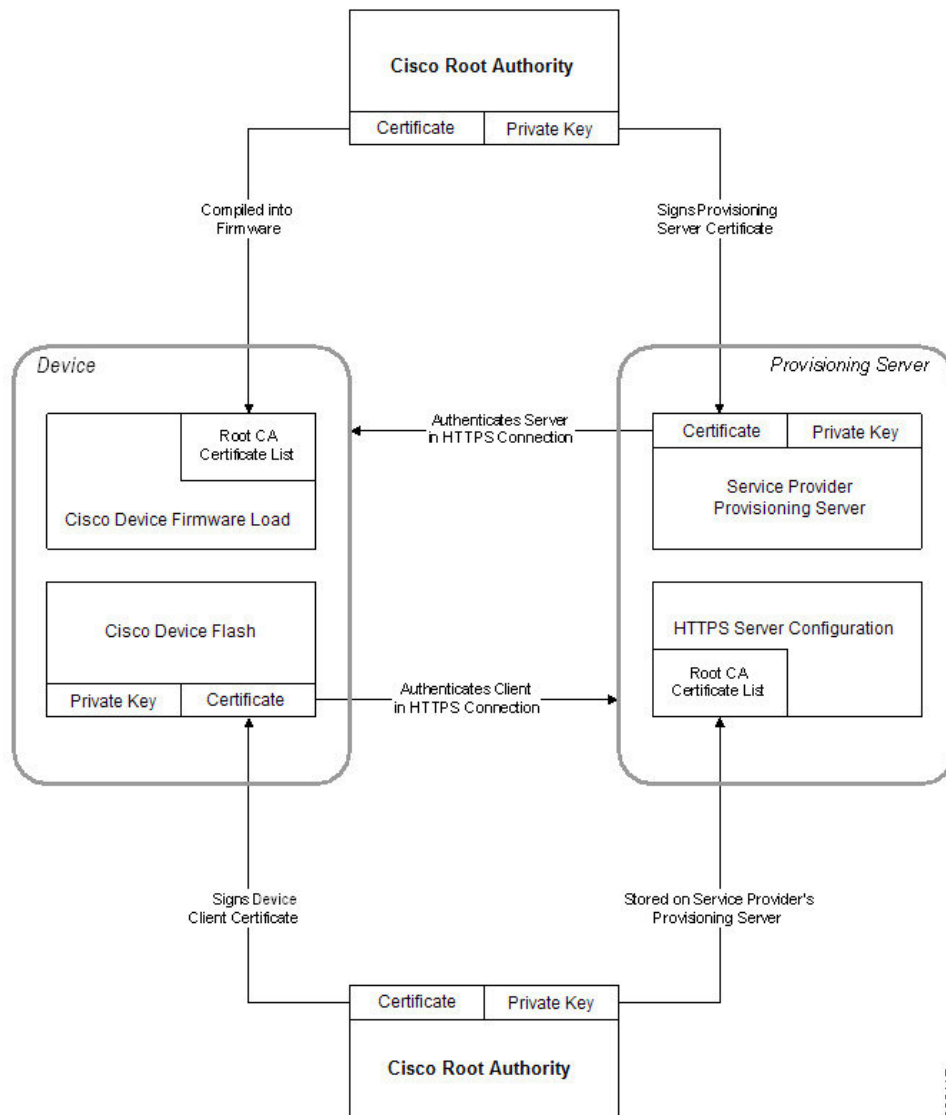 Cisco Root Authority
Certificate
Private Key
Compiled into
Firmware
Signs Provisioning
Server Certificate
Device
Provisioning Server
Root CA
Certificate List
Cisco Device Firmware Load
Authenticates Server
in HTTPS Connection
Certificate
Private Key
Service Provider
Provisioning Server
Cisco Device Flash
Private Key
Certificate
Authenticates Client
in HTTPS Connection
HTTPS Server Configuration
Root CA
Certificate List
Signs Device
Client Certificate
Stored on Service Provider's
Provisioning Server
Certificate
Private Key
Cisco Root Authority